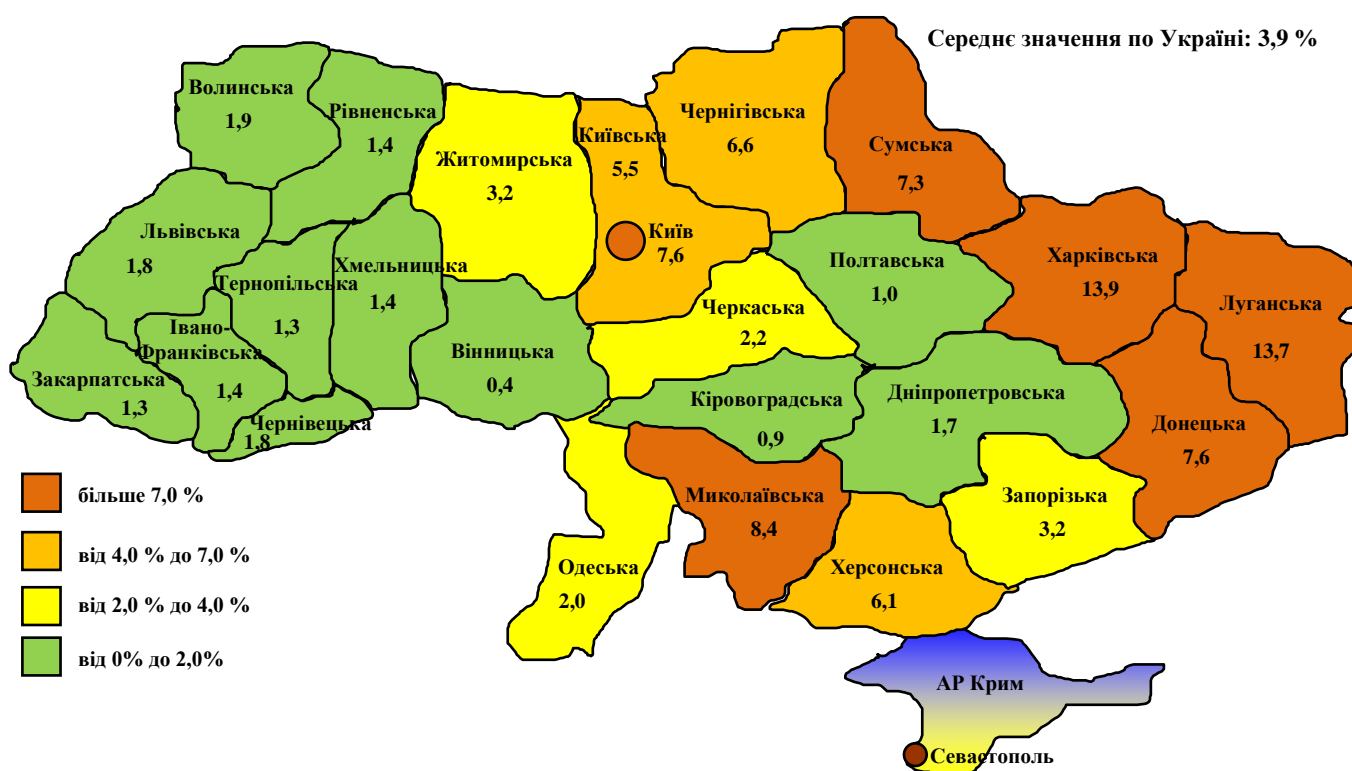 Середнє значення по Україні: 3,9 %
Волинська
1,9
Рівненська
1,4
Житомирська
3,2
Київська
5,5
Чернігівська
6,6
Сумська
7,3
Київ
7,6
Львівська
1,8
Тернопільська
1,3
Хмельницька
1,4
Полтавська
1,0
Харківська
13,9
Луганська
13,7
Черкаська
2,2
Івано-
Франківська
1,4
Вінницька
0,4
Закарпатська
1,3
Чернівецька
1,8
Кіровоградська
0,9
Дніпропетровська
1,7
Донецька
7,6
Миколаївська
8,4
Запорізька
3,2
Одеська
2,0
Херсонська
6,1
АР Крим
Севастополь
більше 7,0 %
від 4,0 % до 7,0 %
від 2,0 % до 4,0 %
від 0% до 2,0%